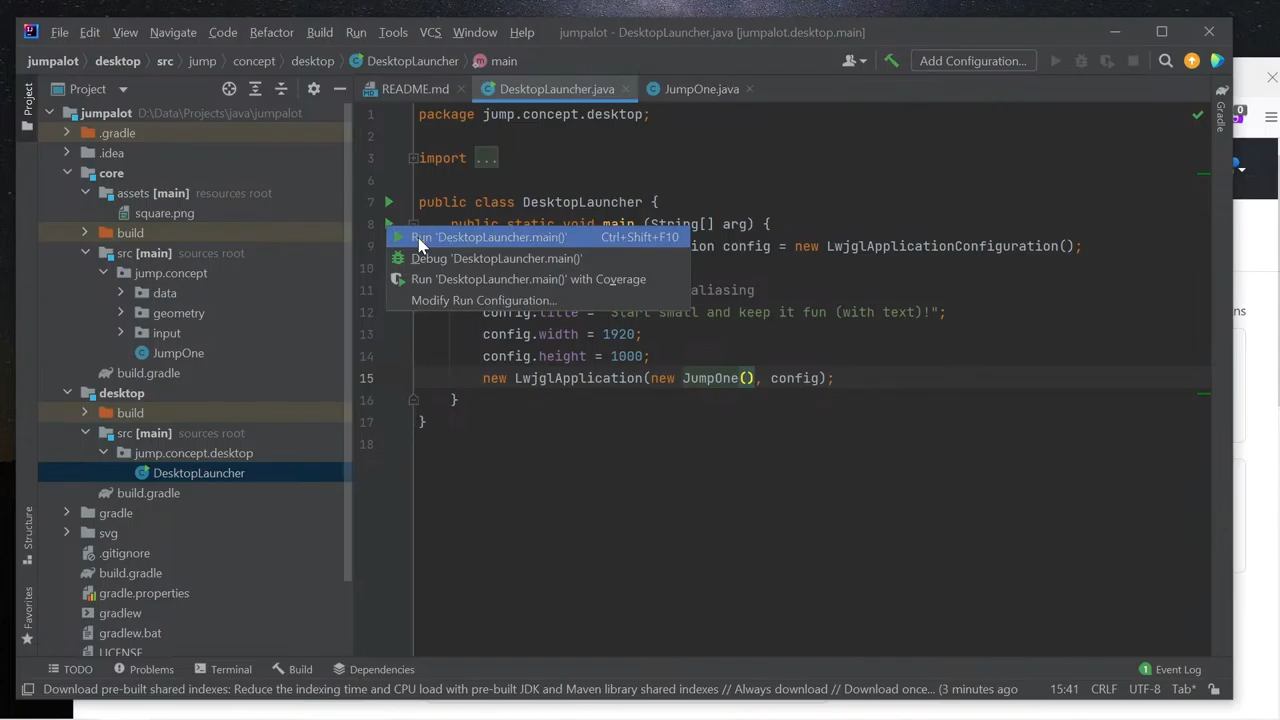 File Edit View Navigate Code Refactor Build Run Tools VCS Window Help jumpalot - DesktopLauncher.java [jumpalot.desktop.main]
jumpalot desktop src jump concept desktop DesktopLauncher main Add Configuration...
Project
Project
README.md DesktopLauncher.java JumpOne.java
Gradle
jumpalot D:\Data\Projects\java\jumpalot
.gradle
.idea
core
assets [main] resources root
square.png
build
src [main] sources root
jump.concept
data
geometry
input
JumpOne
build.gradle
desktop
build
src [main] sources root
jump.concept.desktop
DesktopLauncher
build.gradle
gradle
svg
.gitignore
build.gradle
gradle.properties
gradlew
gradlew.bat
LICENSE
Structure
Favorites
1 package jump.concept.desktop;
2
3 import ...
6
7 public class DesktopLauncher {
8 public static void main (String[] arg) {
9 ion config = new LwjglApplicationConfiguration();
10
11 aliasing
12 config.title = "Start small and keep it fun (with text)!";
13 config.width = 1920;
14 config.height = 1000;
15 new LwjglApplication(new JumpOne(), config);
16 }
17 }
18
Run 'DesktopLauncher.main()' Ctrl+Shift+F10
Debug 'DesktopLauncher.main()'
Run 'DesktopLauncher.main()' with Coverage
Modify Run Configuration...
0
ns
TODO Problems Terminal Build Dependencies 1 Event Log
Download pre-built shared indexes: Reduce the indexing time and CPU load with pre-built JDK and Maven library shared indexes // Always download // Download once... (3 minutes ago 15:41 CRLF UTF-8 Tab*